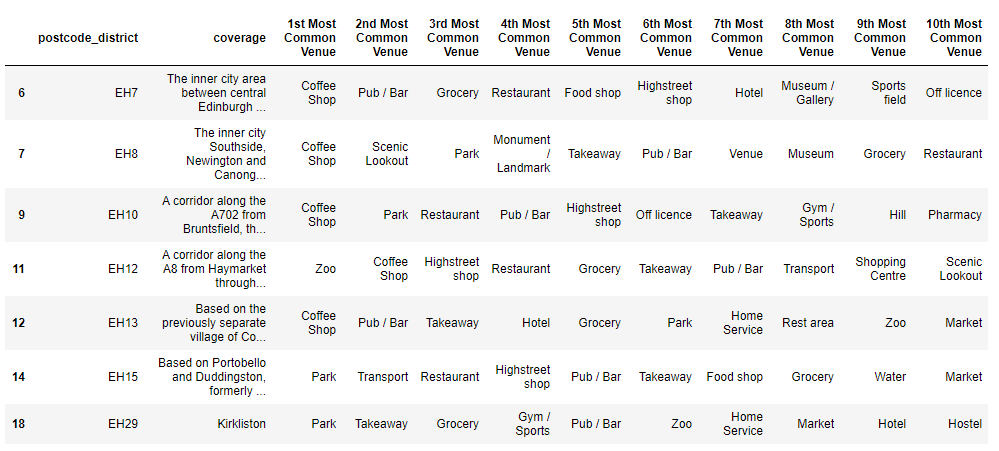 postcode_district coverage 1st Most Common Venue 2nd Most Common Venue 3rd Most Common Venue 4th Most Common Venue 5th Most Common Venue 6th Most Common Venue 7th Most Common Venue 8th Most Common Venue 9th Most Common Venue 10th Most Common Venue
6 EH7 The inner city area between central Edinburgh ... Coffee Shop Pub / Bar Grocery Restaurant Food shop Highstreet shop Hotel Museum / Gallery Sports field Off licence
7 EH8 The inner city Southside, Newington and Canong... Coffee Shop Scenic Lookout Park Monument / Landmark Takeaway Pub / Bar Venue Museum Grocery Restaurant
9 EH10 A corridor along the A702 from Bruntsfield, th... Coffee Shop Park Restaurant Pub / Bar Highstreet shop Off licence Takeaway Gym / Sports Hill Pharmacy
11 EH12 A corridor along the A8 from Haymarket through... Zoo Coffee Shop Highstreet shop Restaurant Grocery Takeaway Pub / Bar Transport Shopping Centre Scenic Lookout
12 EH13 Based on the previously separate village of Co... Coffee Shop Pub / Bar Takeaway Hotel Grocery Park Home Service Rest area Zoo Market
14 EH15 Based on Portobello and Duddingston, formerly ... Park Transport Restaurant Highstreet shop Pub / Bar Takeaway Food shop Grocery Water Market
18 EH29 Kirkliston Park Takeaway Grocery Gym / Sports Pub / Bar Zoo Home Service Market Hotel Hostel